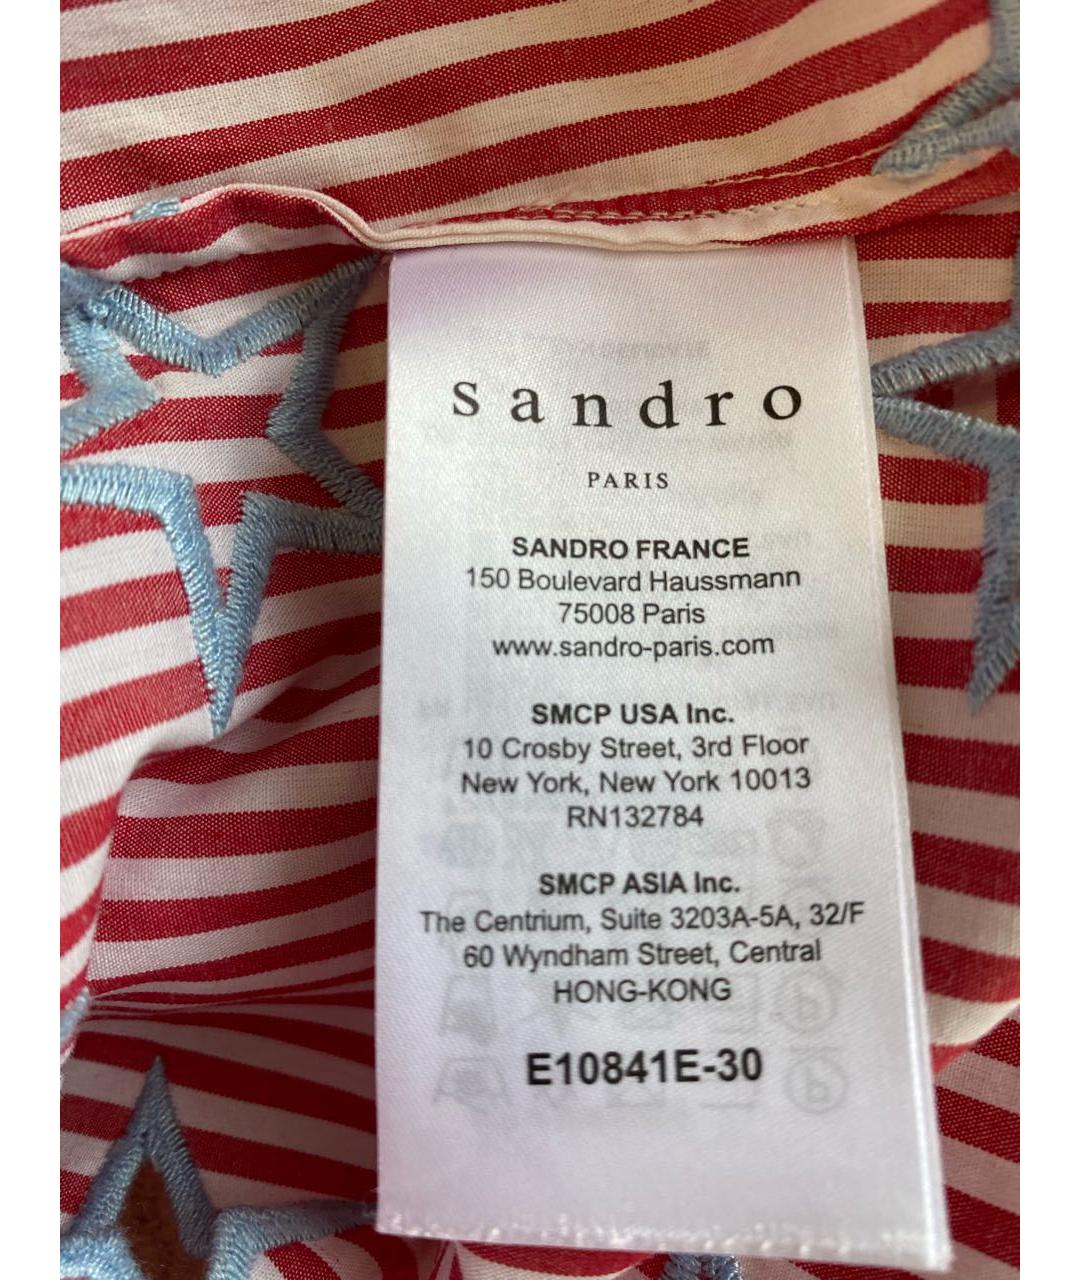 sandro
PARIS
SANDRO FRANCE
150 Boulevard Haussmann
75008 Paris
www.sandro-paris.com
SMCP USA Inc.
10 Crosby Street, 3rd Floor
New York, New York 10013
RN132784
SMCP ASIA Inc.
The Centrium, Suite 3203A-5A, 32/F
60 Wyndham Street, Central
HONG-KONG
E10841E-30